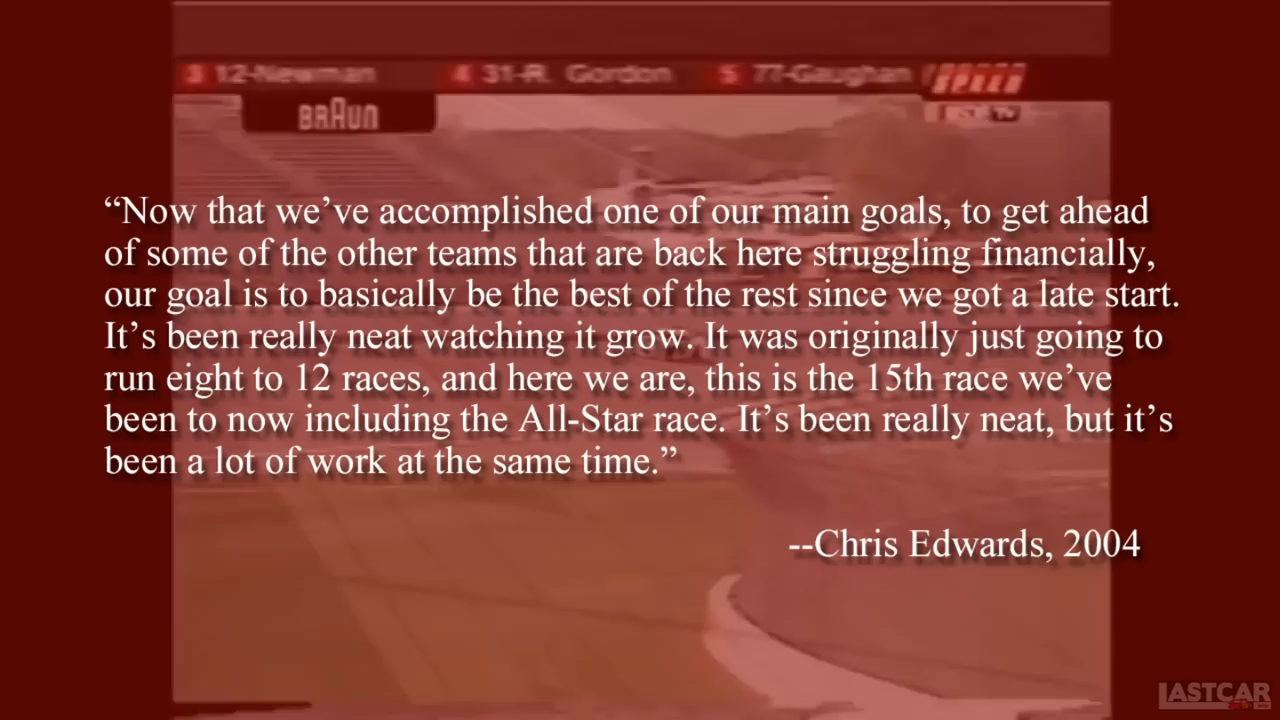 3 12-Newman 4 31-R. Gordon 5 77-Gaughan SPEED
BRAUN
“Now that we’ve accomplished one of our main goals, to get ahead
of some of the other teams that are back here struggling financially,
our goal is to basically be the best of the rest since we got a late start.
It’s been really neat watching it grow. It was originally just going to
run eight to 12 races, and here we are, this is the 15th race we’ve
been to now including the All-Star race. It’s been really neat, but it’s
been a lot of work at the same time.”
--Chris Edwards, 2004
LASTCAR